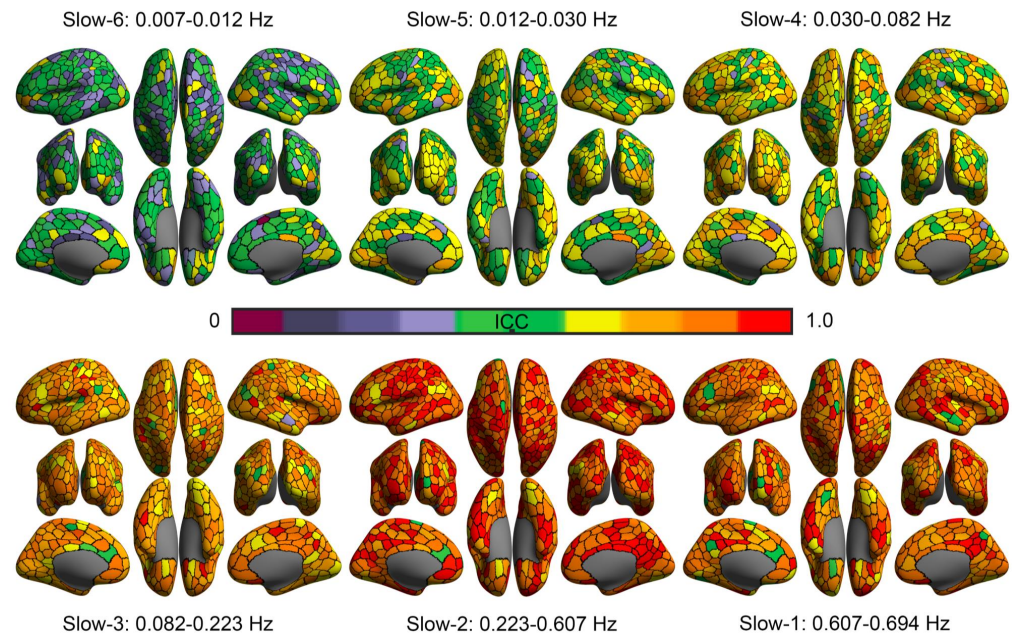 Slow-6: 0.007-0.012 Hz
Slow-5: 0.012-0.030 Hz
Slow-4: 0.030-0.082 Hz
0
ICC
1.0
Slow-3: 0.082-0.223 Hz
Slow-2: 0.223-0.607 Hz
Slow-1: 0.607-0.694 Hz